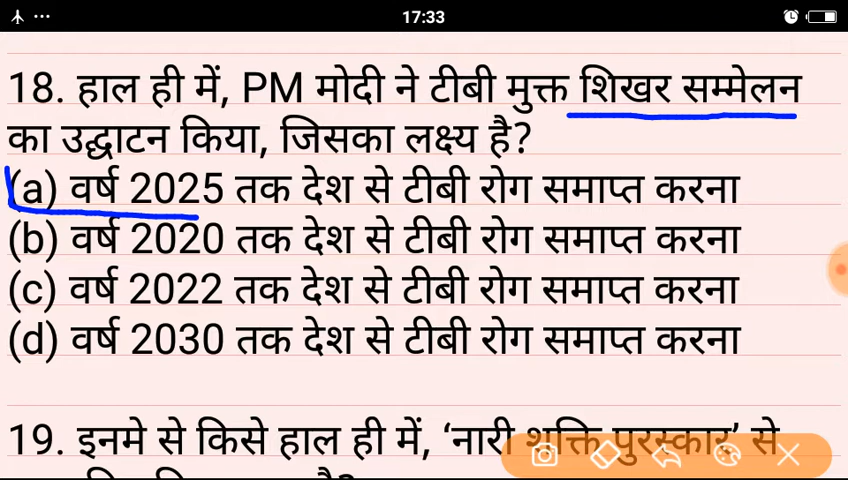 17:33
18. हाल ही में, PM मोदी ने टीबी मुक्त शिखर सम्मेलन
का उद्घाटन किया, जिसका लक्ष्य है?
(a) वर्ष 2025 तक देश से टीबी रोग समाप्त करना
(b) वर्ष 2020 तक देश से टीबी रोग समाप्त करना
(c) वर्ष 2022 तक देश से टीबी रोग समाप्त करना
(d) वर्ष 2030 तक देश से टीबी रोग समाप्त करना
19. इनमे से किसे हाल ही में, ‘नारी शक्ति पुरस्कार’ से